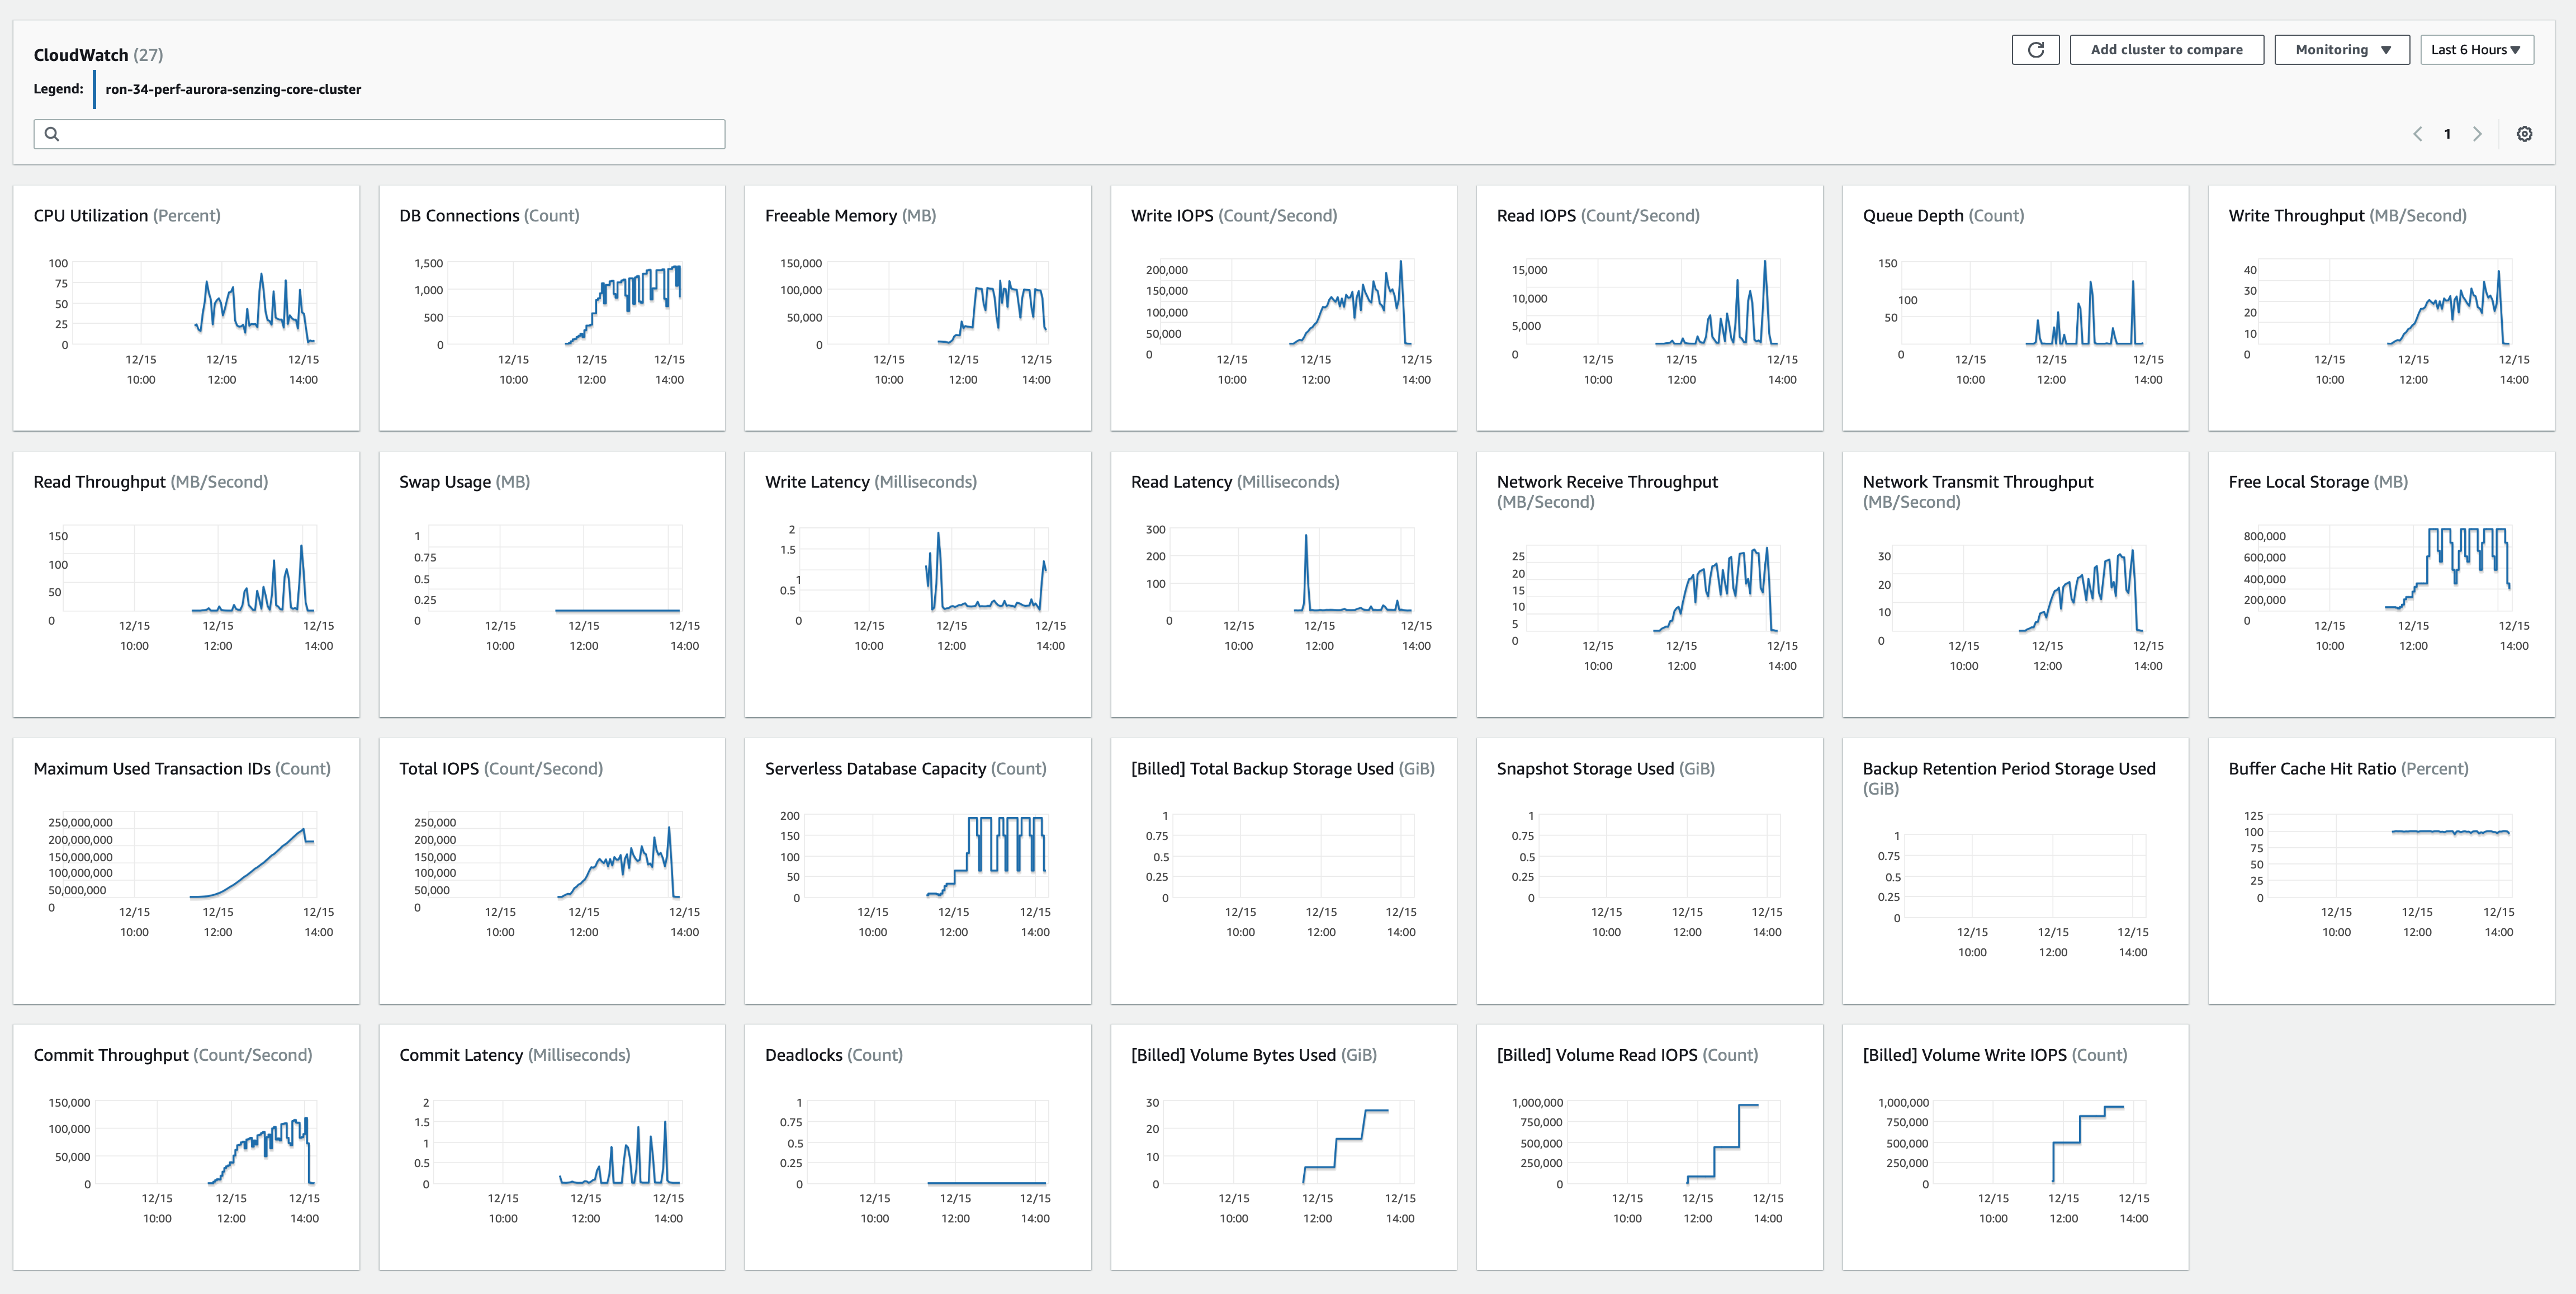 CloudWatch (27)
Add cluster to compare
Monitoring ▼
Last 6 Hours ▼
Legend: ron-34-perf-aurora-senzing-core-cluster
1
CPU Utilization (Percent)
100
75
50
25
0
12/15 12/15 12/15
10:00 12:00 14:00
DB Connections (Count)
1,500
1,000
500
0
12/15 12/15 12/15
10:00 12:00 14:00
Freeable Memory (MB)
150,000
100,000
50,000
0
12/15 12/15 12/15
10:00 12:00 14:00
Write IOPS (Count/Second)
200,000
150,000
100,000
50,000
0
12/15 12/15 12/15
10:00 12:00 14:00
Read IOPS (Count/Second)
15,000
10,000
5,000
0
12/15 12/15 12/15
10:00 12:00 14:00
Queue Depth (Count)
150
100
50
0
12/15 12/15 12/15
10:00 12:00 14:00
Write Throughput (MB/Second)
40
30
20
10
0
12/15 12/15 12/15
10:00 12:00 14:00
Read Throughput (MB/Second)
150
100
50
0
12/15 12/15 12/15
10:00 12:00 14:00
Swap Usage (MB)
1
0.75
0.5
0.25
0
12/15 12/15 12/15
10:00 12:00 14:00
Write Latency (Milliseconds)
2
1.5
1
0.5
0
12/15 12/15 12/15
10:00 12:00 14:00
Read Latency (Milliseconds)
300
200
100
0
12/15 12/15 12/15
10:00 12:00 14:00
Network Receive Throughput
(MB/Second)
25
20
15
10
5
0
12/15 12/15 12/15
10:00 12:00 14:00
Network Transmit Throughput
(MB/Second)
30
20
10
0
12/15 12/15 12/15
10:00 12:00 14:00
Free Local Storage (MB)
800,000
600,000
400,000
200,000
0
12/15 12/15 12/15
10:00 12:00 14:00
Maximum Used Transaction IDs (Count)
250,000,000
200,000,000
150,000,000
100,000,000
50,000,000
0
12/15 12/15 12/15
10:00 12:00 14:00
Total IOPS (Count/Second)
250,000
200,000
150,000
100,000
50,000
0
12/15 12/15 12/15
10:00 12:00 14:00
Serverless Database Capacity (Count)
200
150
100
50
0
12/15 12/15 12/15
10:00 12:00 14:00
[Billed] Total Backup Storage Used (GiB)
1
0.75
0.5
0.25
0
12/15 12/15 12/15
10:00 12:00 14:00
Snapshot Storage Used (GiB)
1
0.75
0.5
0.25
0
12/15 12/15 12/15
10:00 12:00 14:00
Backup Retention Period Storage Used
(GiB)
1
0.75
0.5
0.25
0
12/15 12/15 12/15
10:00 12:00 14:00
Buffer Cache Hit Ratio (Percent)
125
100
75
50
25
0
12/15 12/15 12/15
10:00 12:00 14:00
Commit Throughput (Count/Second)
150,000
100,000
50,000
0
12/15 12/15 12/15
10:00 12:00 14:00
Commit Latency (Milliseconds)
2
1.5
1
0.5
0
12/15 12/15 12/15
10:00 12:00 14:00
Deadlocks (Count)
1
0.75
0.5
0.25
0
12/15 12/15 12/15
10:00 12:00 14:00
[Billed] Volume Bytes Used (GiB)
30
20
10
0
12/15 12/15 12/15
10:00 12:00 14:00
[Billed] Volume Read IOPS (Count)
1,000,000
750,000
500,000
250,000
0
12/15 12/15 12/15
10:00 12:00 14:00
[Billed] Volume Write IOPS (Count)
1,000,000
750,000
500,000
250,000
0
12/15 12/15 12/15
10:00 12:00 14:00